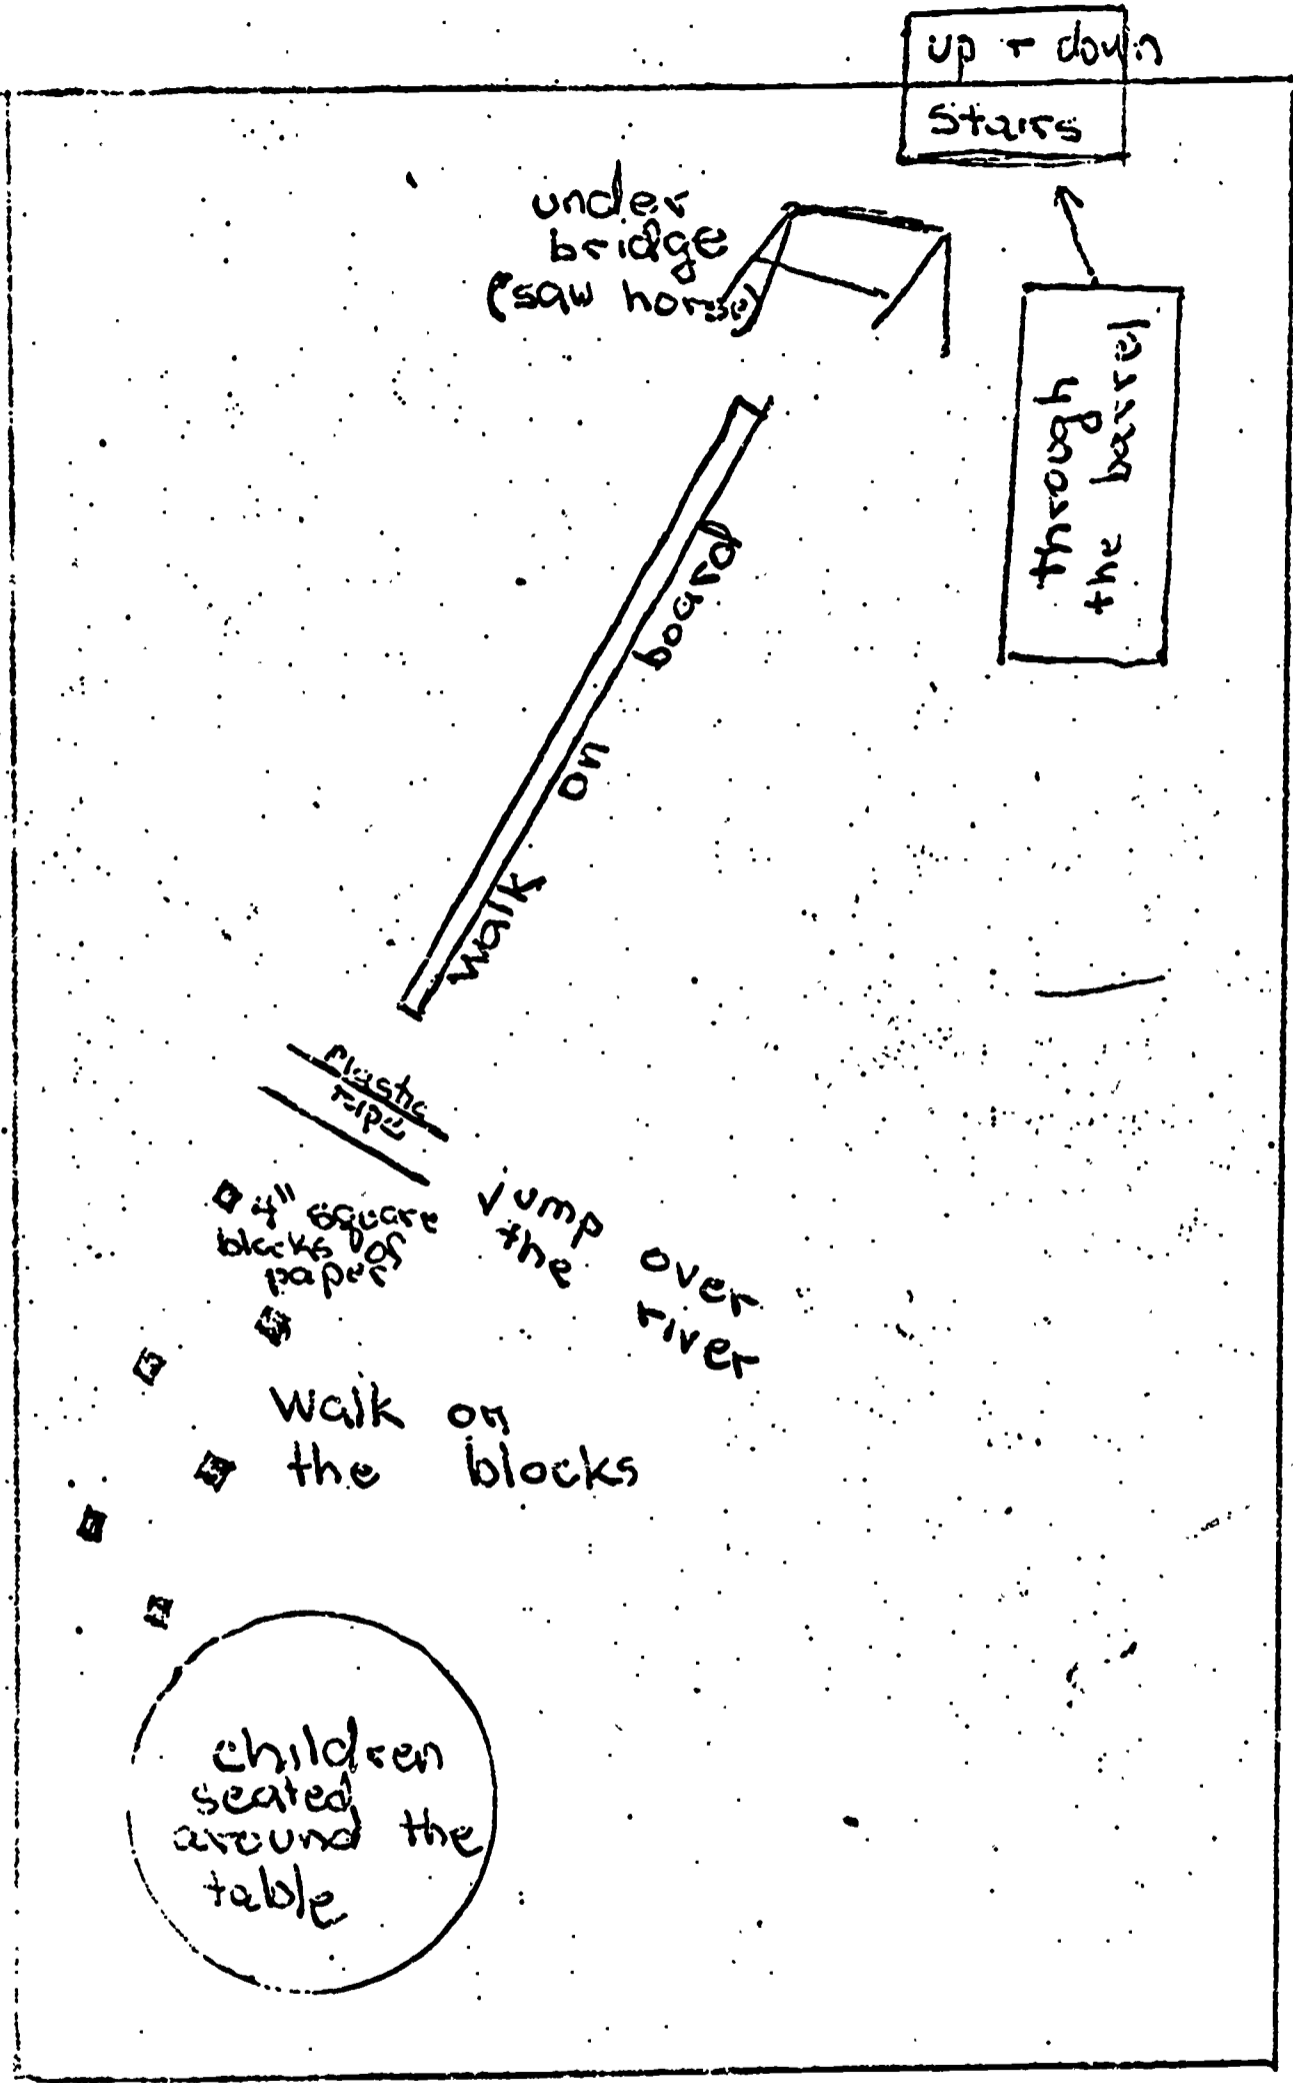 up + down
stairs
under
bridge
(saw horse)
through
the barrel
walk on board
Plastic
Tape
4" square
blocks of
paper
jump over
the river
Walk on
the blocks
children
seated
around the
table